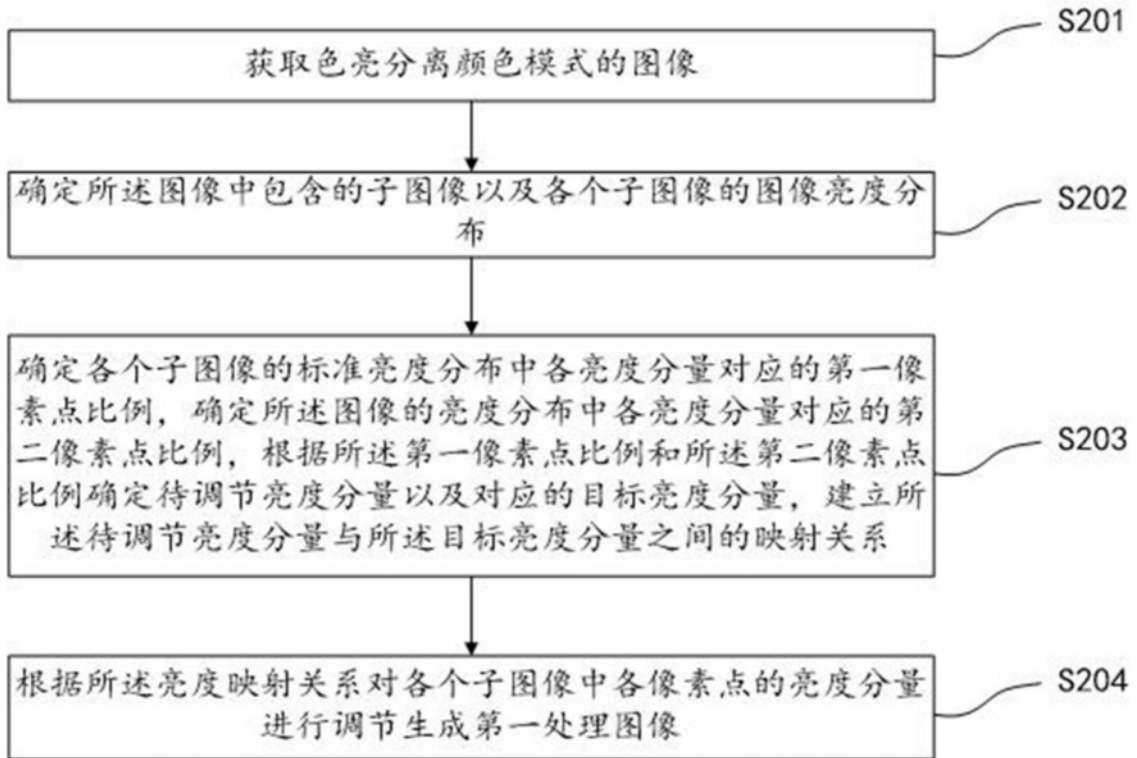 S201
获取色亮分离颜色模式的图像
确定所述图像中包含的子图像以及各个子图像的图像亮度分
布
S202
确定各个子图像的标准亮度分布中各亮度分量对应的第一像
素点比例，确定所述图像的亮度分布中各亮度分量对应的第
二像素点比例，根据所述第一像素点比例和所述第二像素点
比例确定待调节亮度分量以及对应的目标亮度分量，建立所
述待调节亮度分量与所述目标亮度分量之间的映射关系
S203
根据所述亮度映射关系对各个子图像中各像素点的亮度分量
进行调节生成第一处理图像
S204